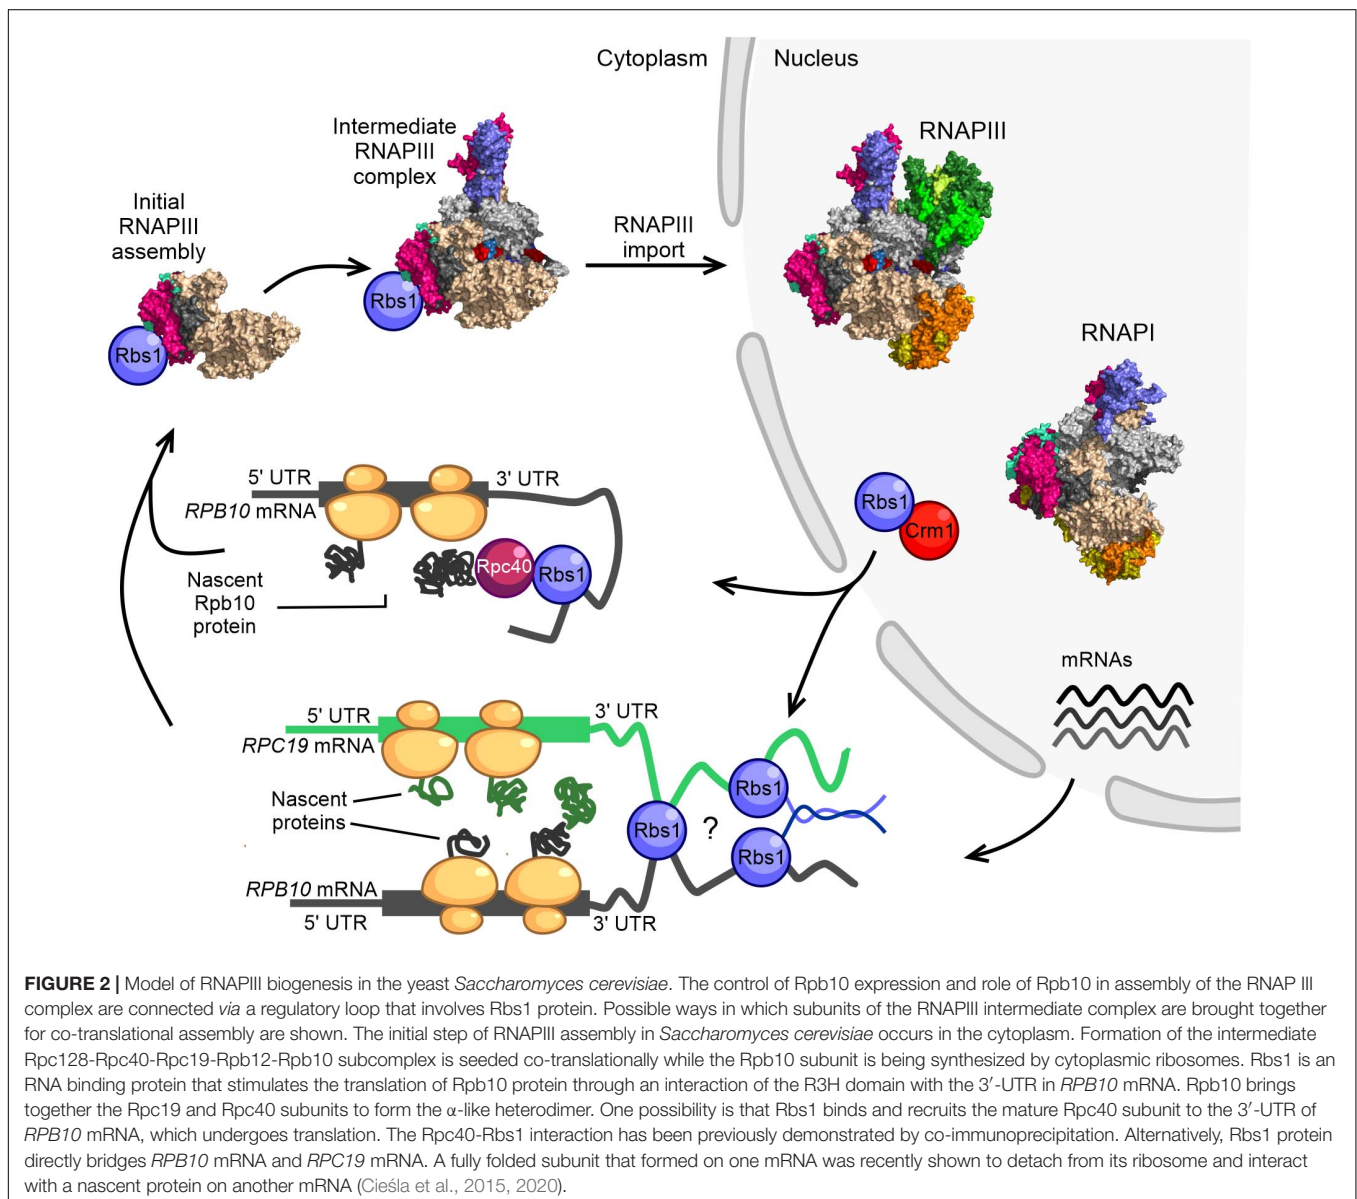 Cytoplasm
Nucleus
Intermediate
RNAPIII
complex
RNAPIII
Initial
RNAPIII
assembly
RNAPIII
import
Rbs1
Rbs1
RNAPI
5' UTR
3' UTR
RPB10 mRNA
Rbs1
Crm1
Rpc40
Rbs1
Nascent
Rpb10
protein
mRNAs
5' UTR
3' UTR
RPC19 mRNA
Rbs1
Nascent
proteins
Rbs1
?
Rbs1
RPB10 mRNA
5' UTR
3' UTR
FIGURE 2 | Model of RNAPIII biogenesis in the yeast Saccharomyces cerevisiae. The control of Rpb10 expression and role of Rpb10 in assembly of the RNAP III
complex are connected via a regulatory loop that involves Rbs1 protein. Possible ways in which subunits of the RNAPIII intermediate complex are brought together
for co-translational assembly are shown. The initial step of RNAPIII assembly in Saccharomyces cerevisiae occurs in the cytoplasm. Formation of the intermediate
Rpc128-Rpc40-Rpc19-Rpb12-Rpb10 subcomplex is seeded co-translationally while the Rpb10 subunit is being synthesized by cytoplasmic ribosomes. Rbs1 is an
RNA binding protein that stimulates the translation of Rpb10 protein through an interaction of the R3H domain with the 3′-UTR in RPB10 mRNA. Rpb10 brings
together the Rpc19 and Rpc40 subunits to form the α-like heterodimer. One possibility is that Rbs1 binds and recruits the mature Rpc40 subunit to the 3′-UTR of
RPB10 mRNA, which undergoes translation. The Rpc40-Rbs1 interaction has been previously demonstrated by co-immunoprecipitation. Alternatively, Rbs1 protein
directly bridges RPB10 mRNA and RPC19 mRNA. A fully folded subunit that formed on one mRNA was recently shown to detach from its ribosome and interact
with a nascent protein on another mRNA (Cieśla et al., 2015, 2020).